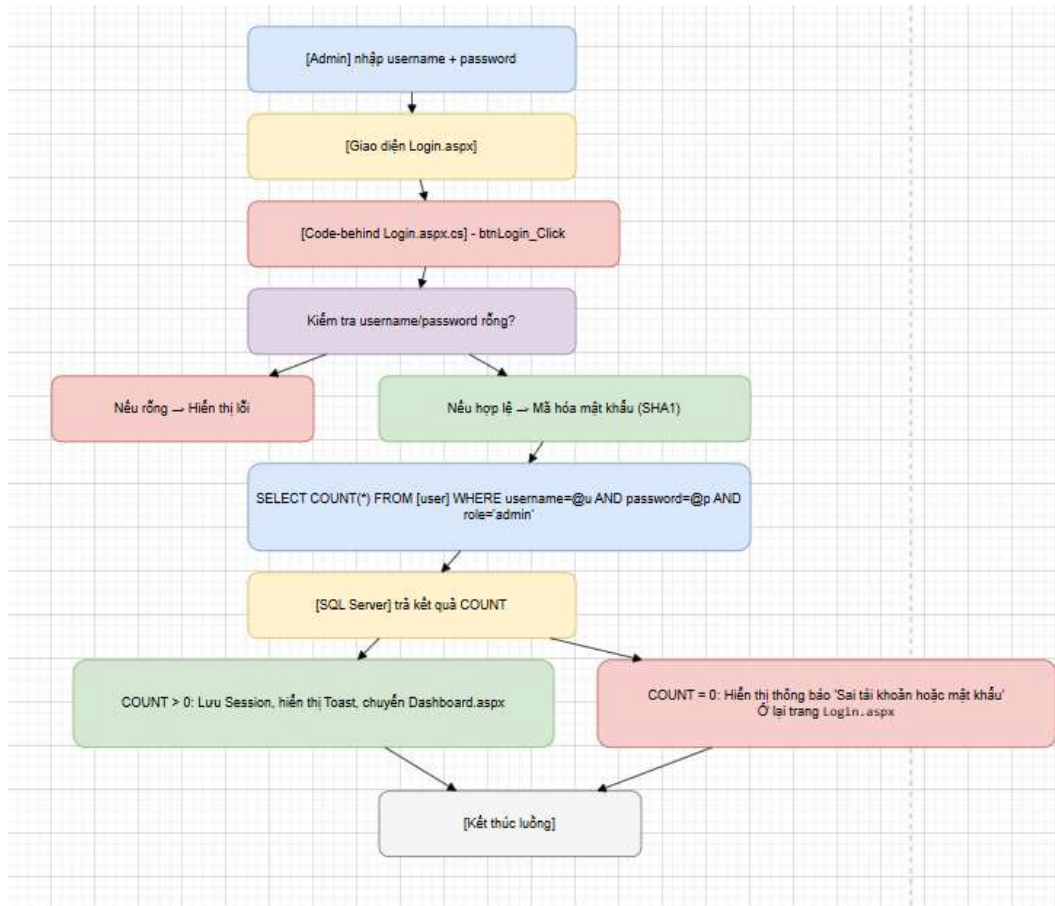 [Admin] nhập username + password
[Giao diện Login.aspx]
[Code-behind Login.aspx.cs] - btnLogin_Click
Kiểm tra username/password rỗng?
Nếu rỗng → Hiển thị lỗi
Nếu hợp lệ → Mã hóa mật khẩu (SHA1)
SELECT COUNT(*) FROM [user] WHERE username=@u AND password=@p AND
role='admin'
[SQL Server] trả kết quả COUNT
COUNT > 0: Lưu Session, hiển thị Toast, chuyển Dashboard.aspx
COUNT = 0: Hiển thị thông báo 'Sai tài khoản hoặc mật khẩu'
Ở lại trang Login.aspx
[Kết thúc luồng]